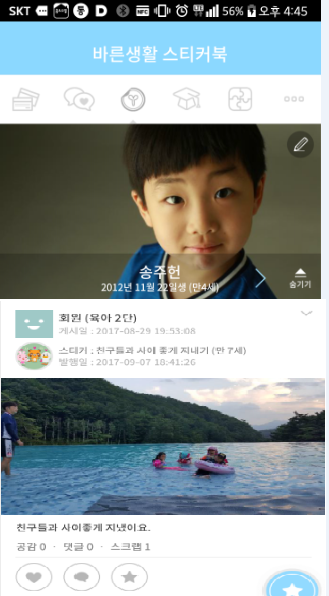 SKT 56% 오후 4:45
바른생활 스티커북
송주헌
2012년 11월 22일생 (만4세)
숨기기
회원 (육아 2단)
게시일 : 2017-08-29 19:53:08
스티커 : 친구들과 사이 좋게 지내기 (만 7세)
발행일 : 2017-09-07 18:41:26
친구들과 사이좋게 지냈어요.
공감 0 · 댓글 0 · 스크랩 1